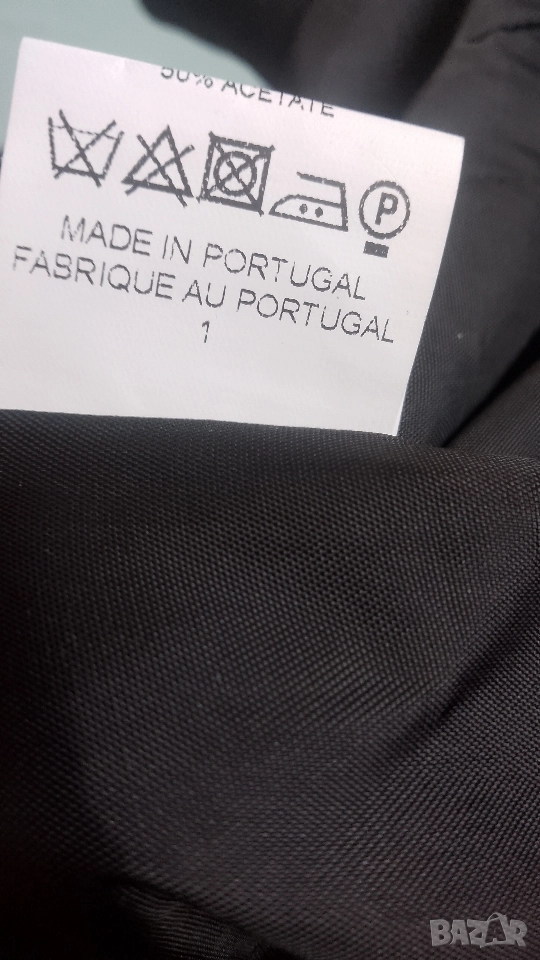 50% ACETATE
P
MADE IN PORTUGAL
FABRIQUE AU PORTUGAL
1
BAZAR